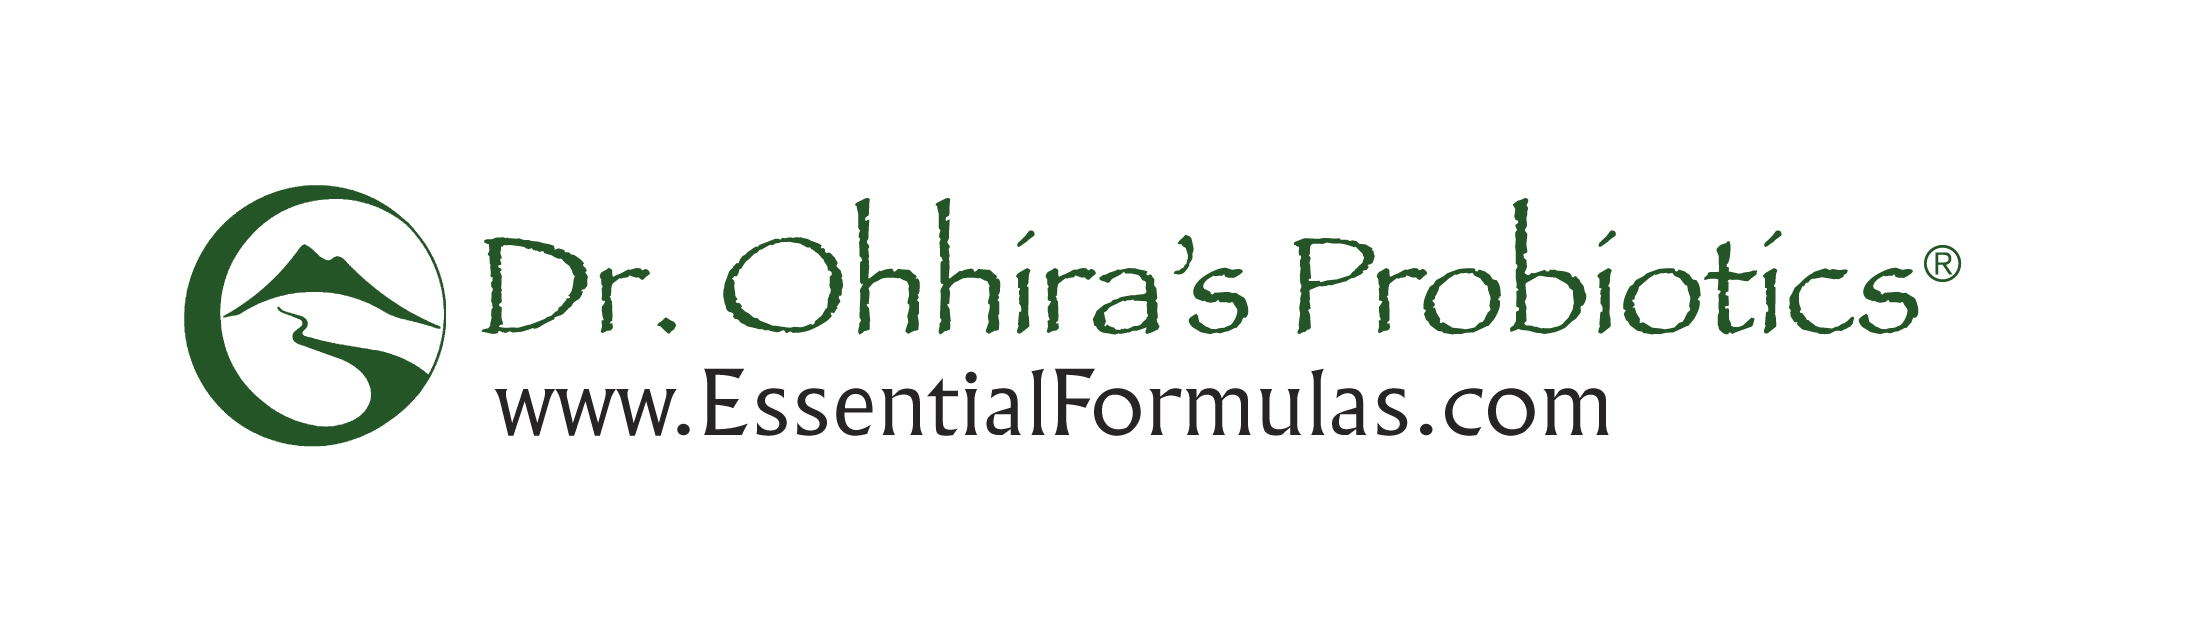 Dr. Ohhira’s Probiotics®
www.EssentialFormulas.com